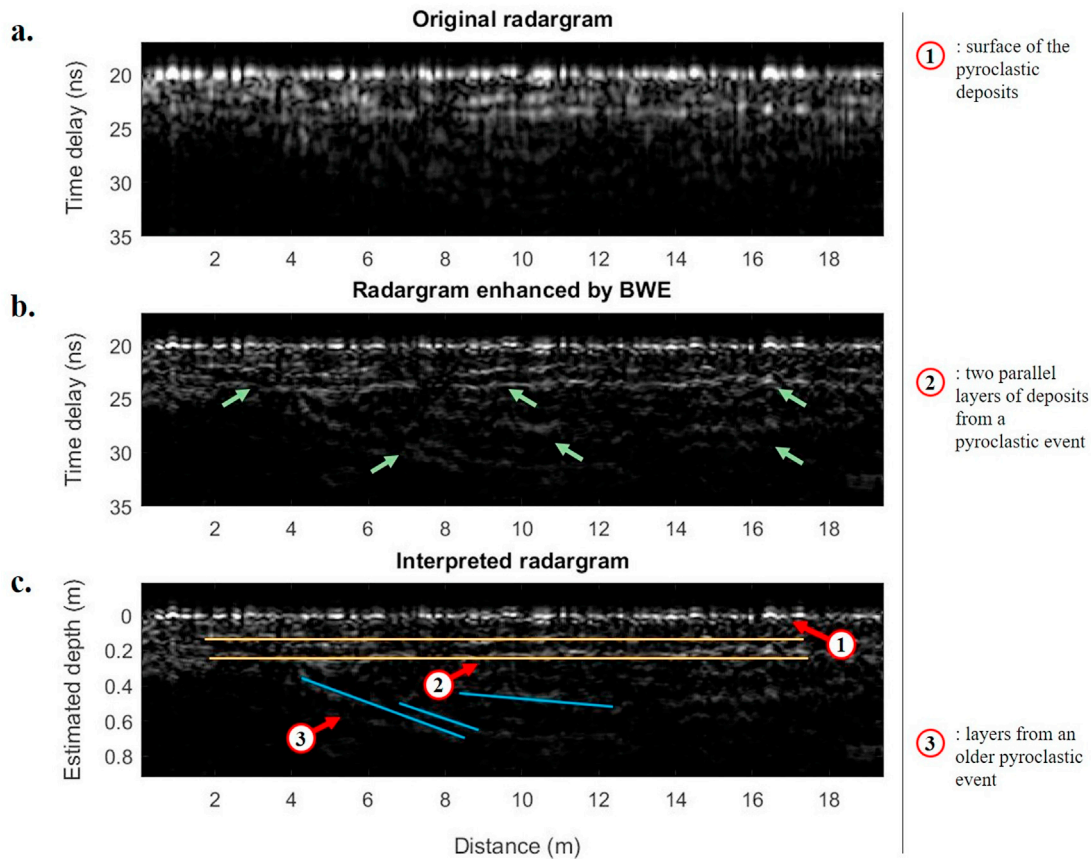 a.
Original radargram
Time delay (ns)
20
25
30
35
2 4 6 8 10 12 14 16 18
b.
Radargram enhanced by BWE
Time delay (ns)
20
25
30
35
2 4 6 8 10 12 14 16 18
c.
Interpreted radargram
Estimated depth (m)
0
0.2
0.4
0.6
0.8
1
2
3
2 4 6 8 10 12 14 16 18
Distance (m)
1 : surface of the
pyroclastic
deposits
2 : two parallel
layers of deposits
from a
pyroclastic event
3 : layers from an
older pyroclastic
event